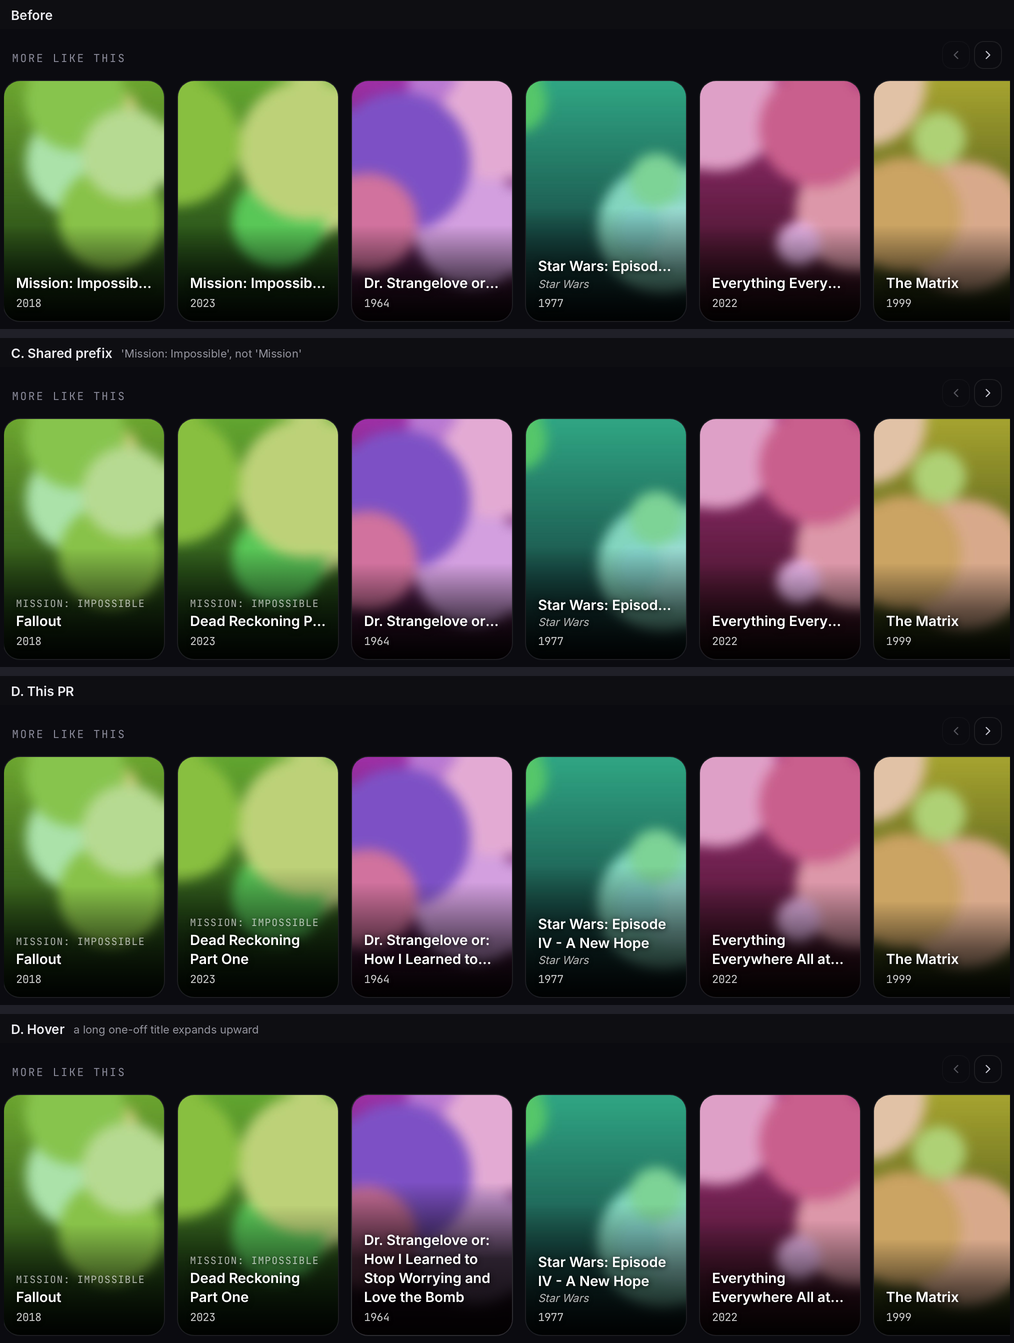 Before
MORE LIKE THIS
Mission: Impossib...
2018
Mission: Impossib...
2023
Dr. Strangelove or...
1964
Star Wars: Episod...
Star Wars
1977
Everything Every...
2022
The Matrix
1999
C. Shared prefix 'Mission: Impossible', not 'Mission'
MORE LIKE THIS
MISSION: IMPOSSIBLE
Fallout
2018
MISSION: IMPOSSIBLE
Dead Reckoning P...
2023
Dr. Strangelove or...
1964
Star Wars: Episod...
Star Wars
1977
Everything Every...
2022
The Matrix
1999
D. This PR
MORE LIKE THIS
MISSION: IMPOSSIBLE
Fallout
2018
MISSION: IMPOSSIBLE
Dead Reckoning
Part One
2023
Dr. Strangelove or:
How I Learned to...
1964
Star Wars: Episode
IV - A New Hope
Star Wars
1977
Everything
Everywhere All at...
2022
The Matrix
1999
D. Hover a long one-off title expands upward
MORE LIKE THIS
MISSION: IMPOSSIBLE
Fallout
2018
MISSION: IMPOSSIBLE
Dead Reckoning
Part One
2023
Dr. Strangelove or:
How I Learned to
Stop Worrying and
Love the Bomb
1964
Star Wars: Episode
IV - A New Hope
Star Wars
1977
Everything
Everywhere All at...
2022
The Matrix
1999